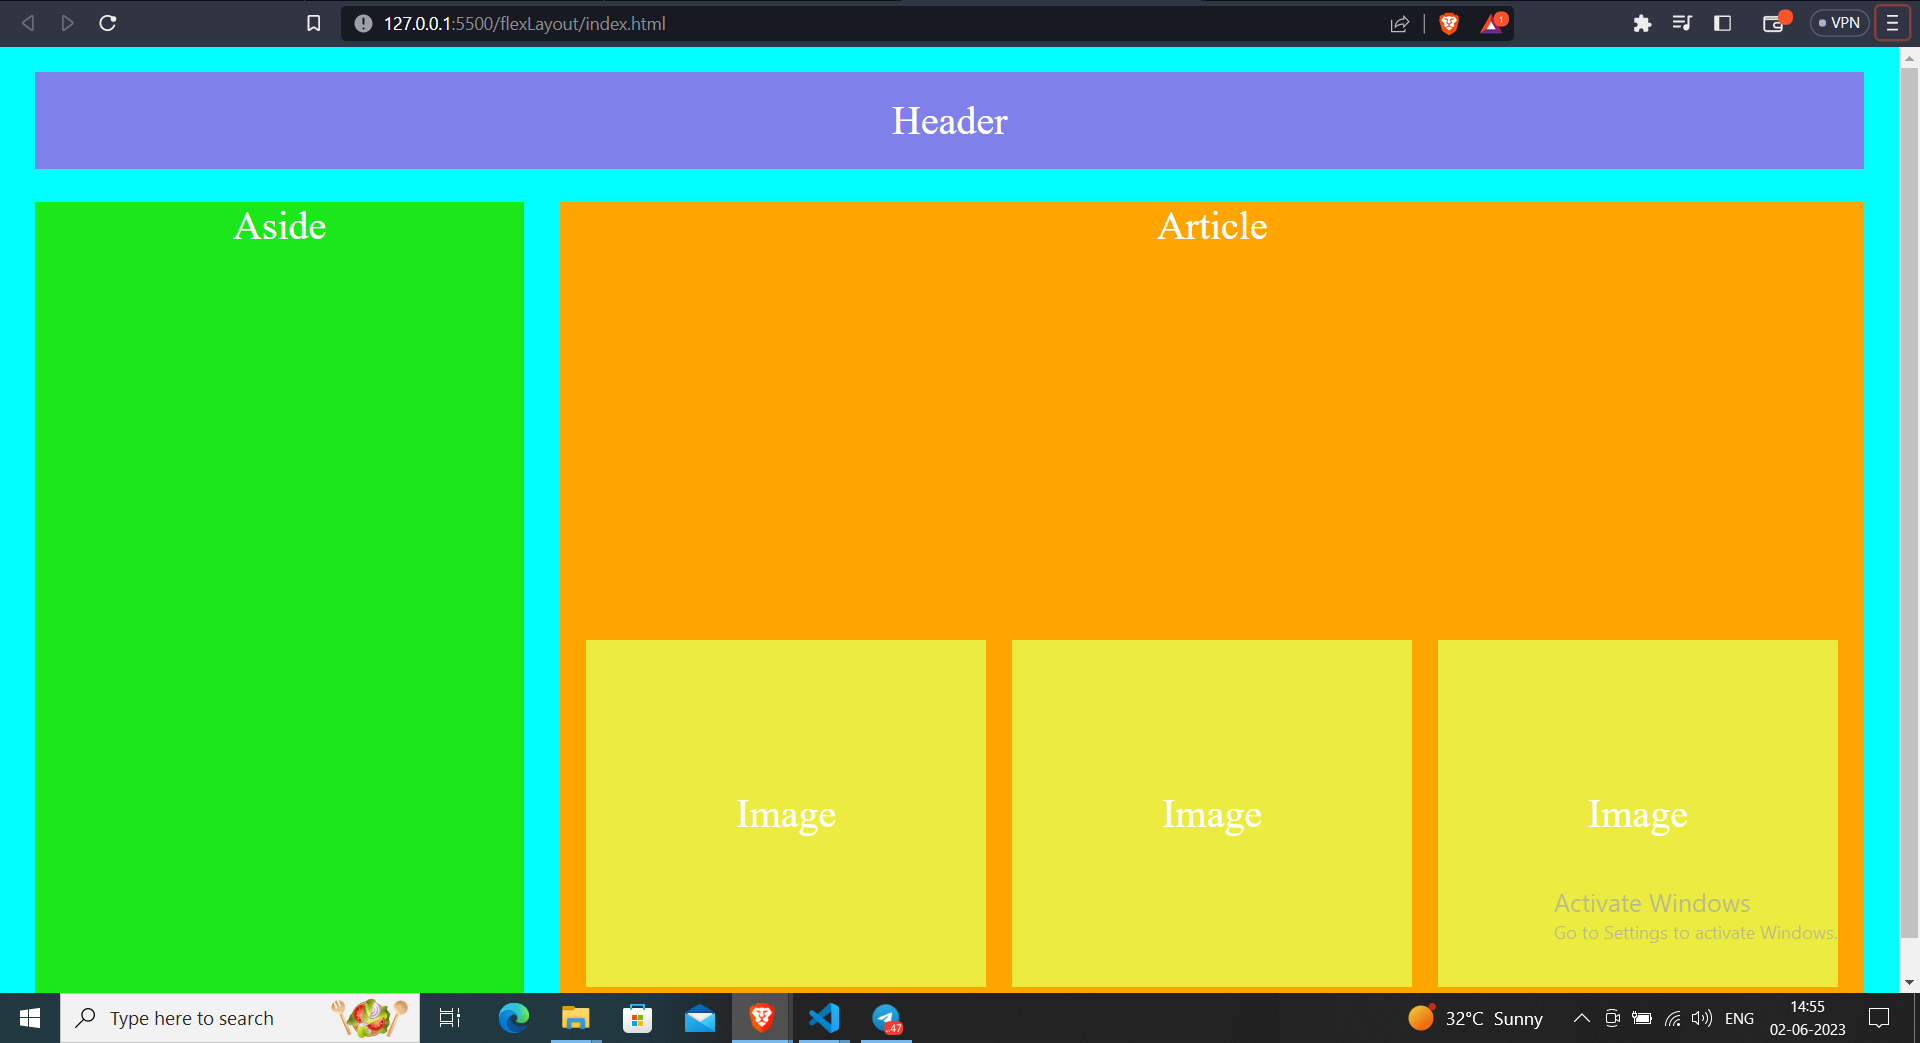 127.0.0.1:5500/flexLayout/index.html
1
VPN
Header
Aside
Article
Image
Image
Image
Activate Windows
Go to Settings to activate Windows.
Type here to search
..47
32°C Sunny
ENG
14:55
02-06-2023